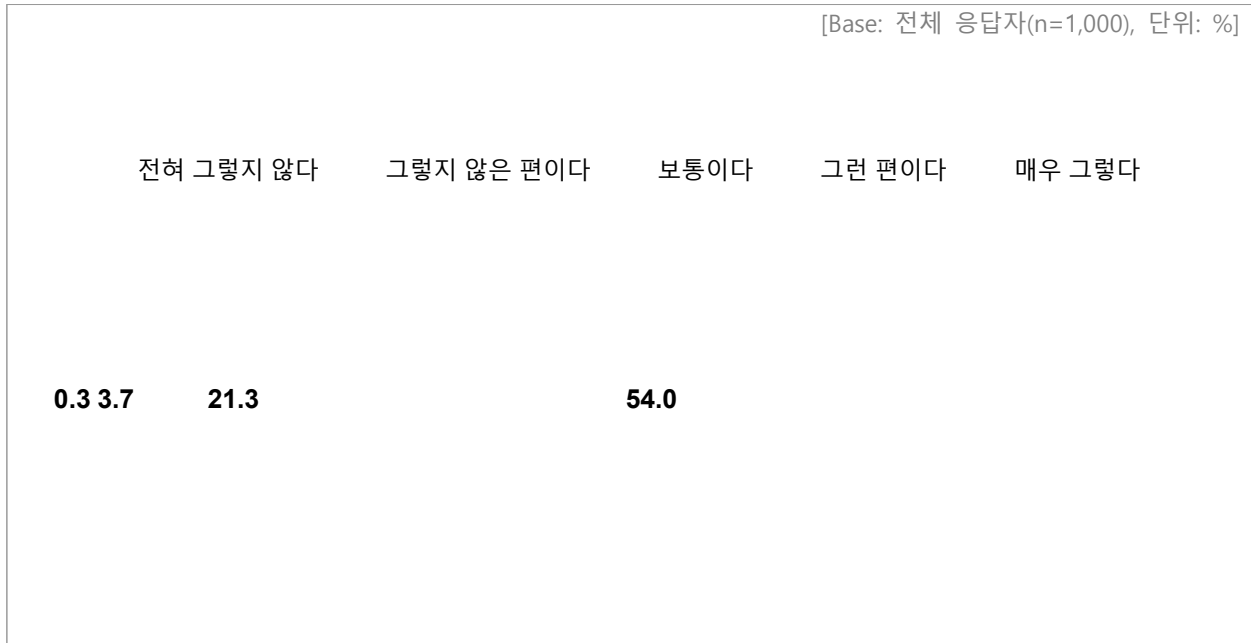 [Base: 전체 응답자(n=1,000), 단위: %]
전혀 그렇지 않다 그렇지 않은 편이다 보통이다 그런 편이다 매우 그렇다
0.3 3.7 21.3 54.0